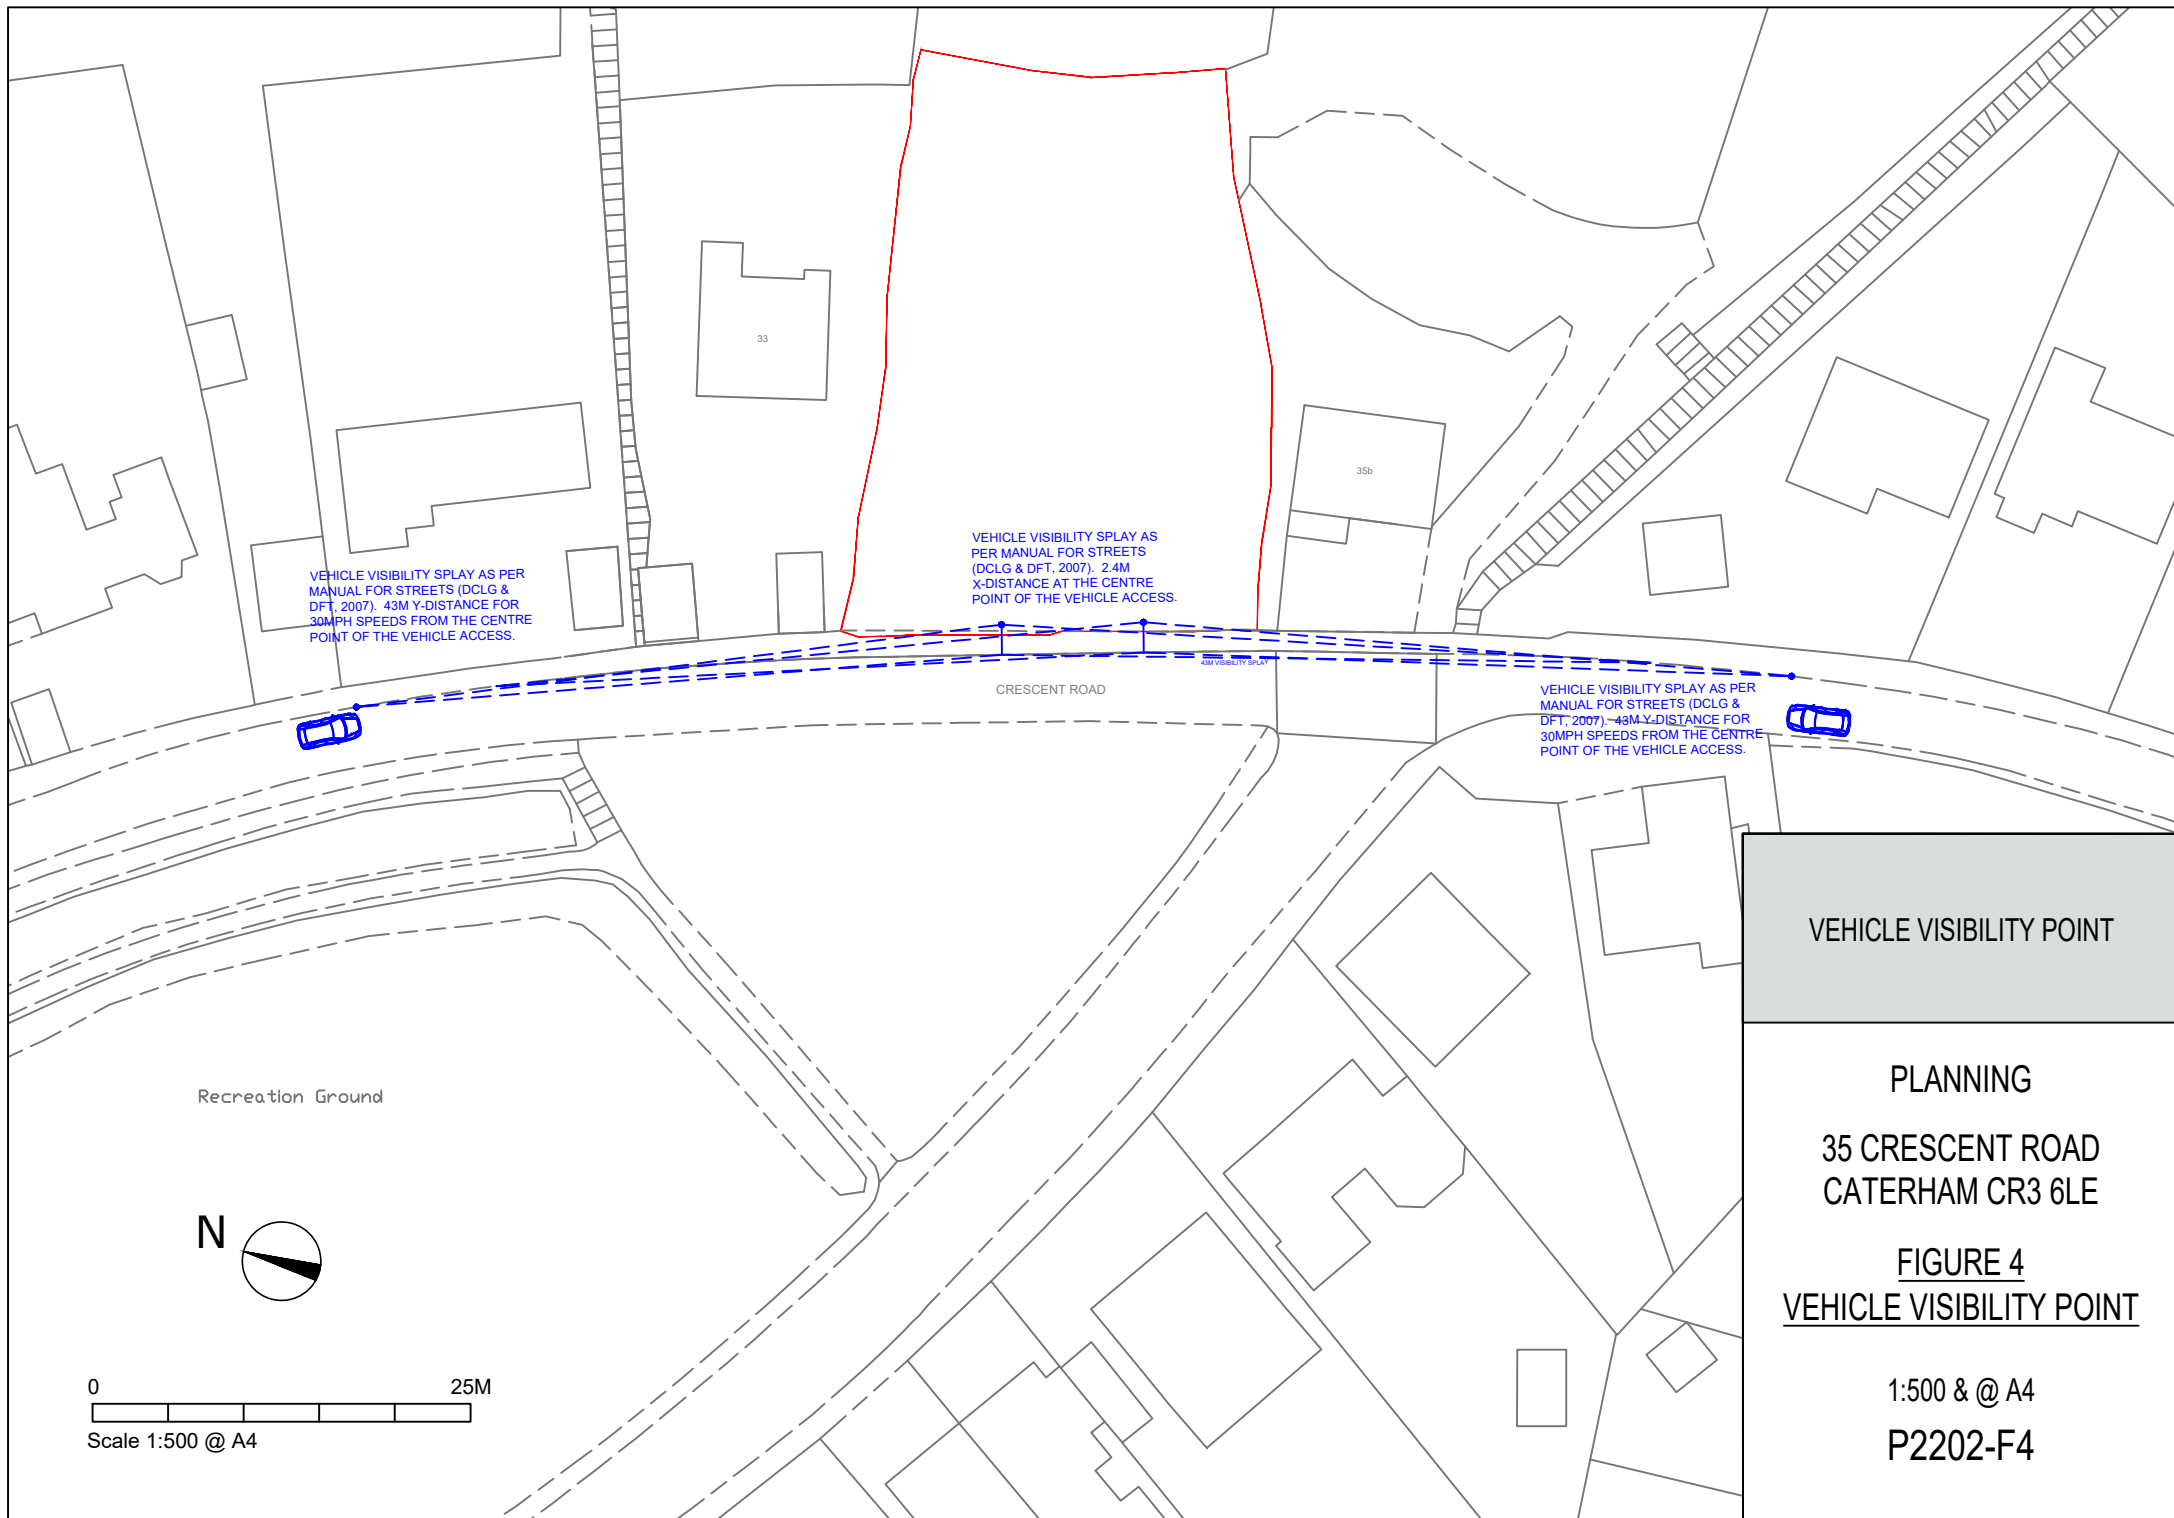 33
35b
VEHICLE VISIBILITY SPLAY AS
PER MANUAL FOR STREETS
(DCLG & DFT, 2007).  2.4M
X-DISTANCE AT THE CENTRE
POINT OF THE VEHICLE ACCESS.
VEHICLE VISIBILITY SPLAY AS PER
MANUAL FOR STREETS (DCLG &
DFT, 2007).  43M Y-DISTANCE FOR
30MPH SPEEDS FROM THE CENTRE
POINT OF THE VEHICLE ACCESS.
43M VISIBILITY SPLAY
CRESCENT ROAD
VEHICLE VISIBILITY SPLAY AS PER
MANUAL FOR STREETS (DCLG &
DFT, 2007).  43M Y-DISTANCE FOR
30MPH SPEEDS FROM THE CENTRE
POINT OF THE VEHICLE ACCESS.
Recreation Ground
N
0 25M
Scale 1:500 @ A4
VEHICLE VISIBILITY POINT
PLANNING
35 CRESCENT ROAD
CATERHAM CR3 6LE
FIGURE 4
VEHICLE VISIBILITY POINT
1:500 & @ A4
P2202-F4